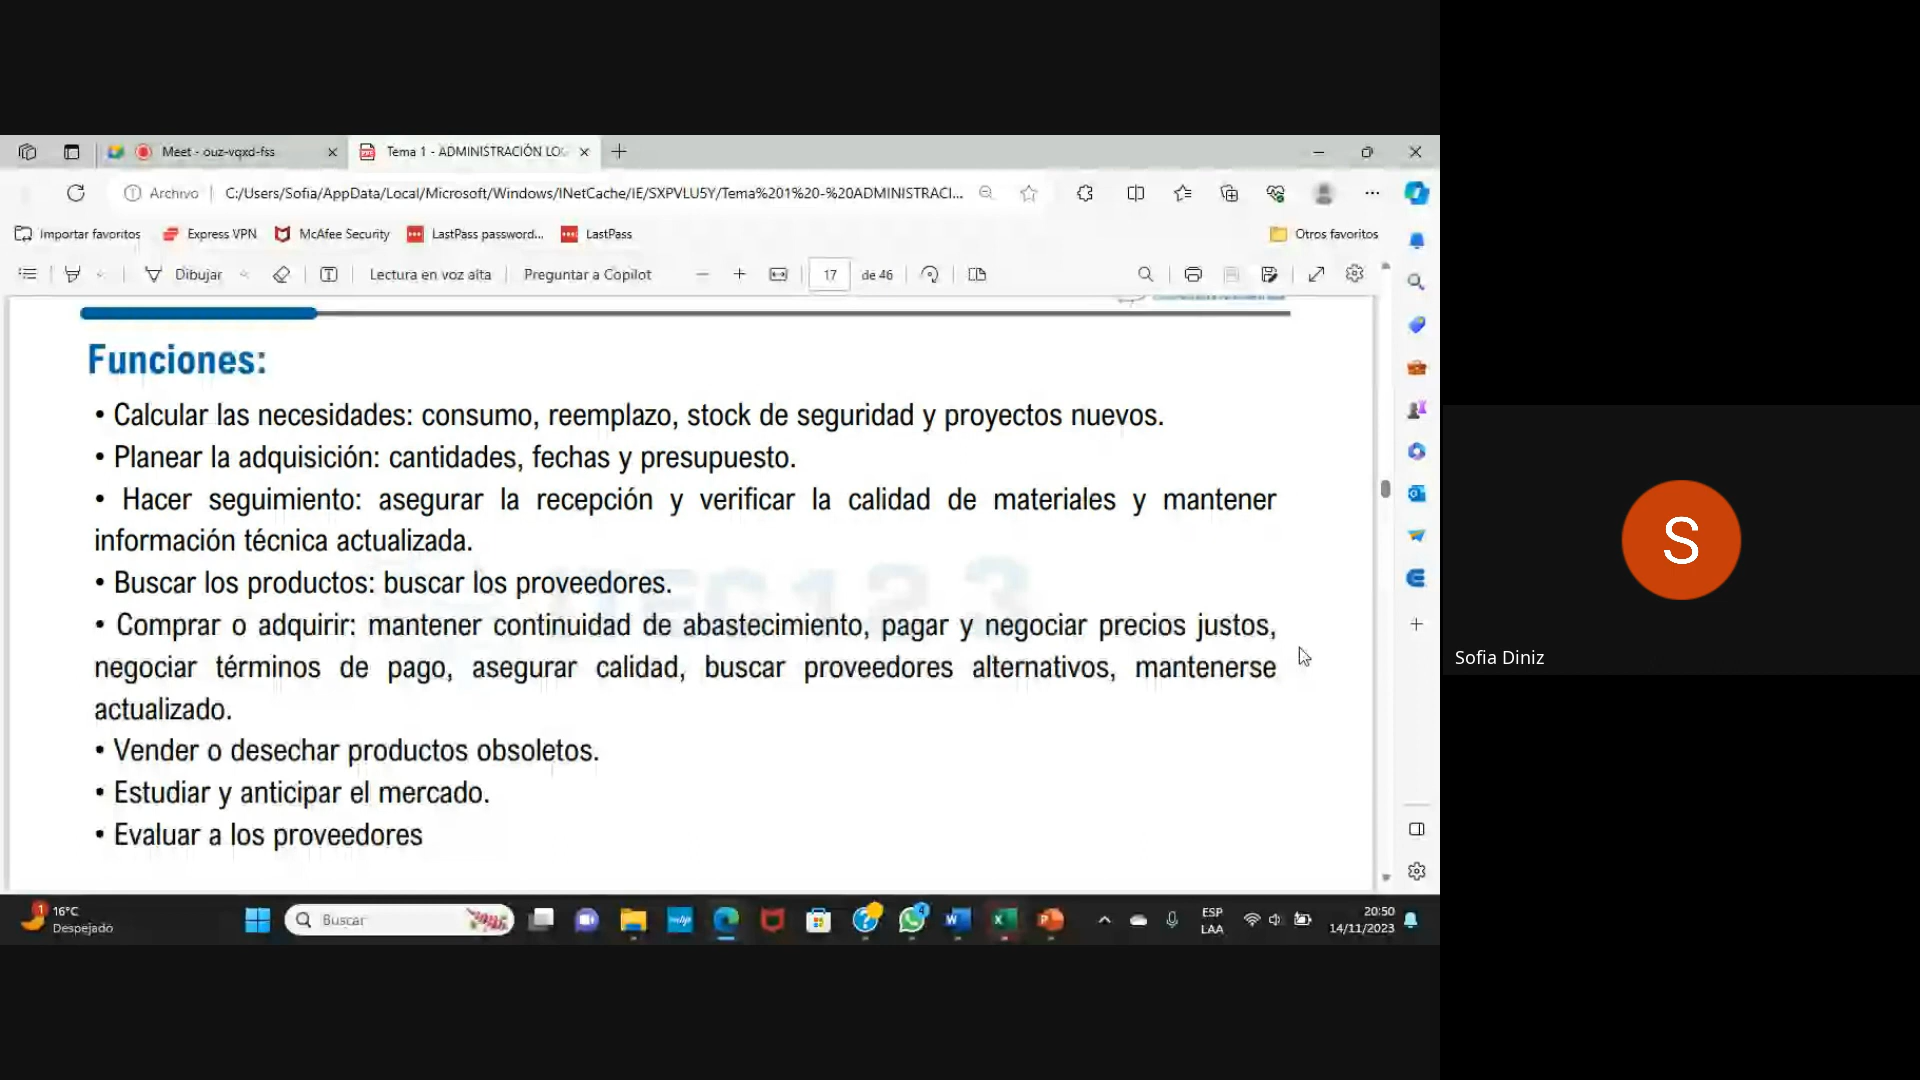 Meet - ouz-vqxd-fss
Tema 1 - ADMINISTRACIÓN LO
Archivo
C:/Users/Sofia/AppData/Local/Microsoft/Windows/INetCache/IE/SXPVLU5Y/Tema%201%20-%20ADMINISTRACI...
Importar favoritos
Express VPN
McAfee Security
LastPass password...
LastPass
Otros favoritos
Dibujar
Lectura en voz alta
Preguntar a Copilot
17
de 46
Funciones:
• Calcular las necesidades: consumo, reemplazo, stock de seguridad y proyectos nuevos.
• Planear la adquisición: cantidades, fechas y presupuesto.
• Hacer seguimiento: asegurar la recepción y verificar la calidad de materiales y mantener
información técnica actualizada.
• Buscar los productos: buscar los proveedores.
ITEC 1 2 3
• Comprar o adquirir: mantener continuidad de abastecimiento, pagar y negociar precios justos,
negociar términos de pago, asegurar calidad, buscar proveedores alternativos, mantenerse
actualizado.
• Vender o desechar productos obsoletos.
• Estudiar y anticipar el mercado.
• Evaluar a los proveedores
S
Sofia Diniz
1
16°C
Despejado
Buscar
ESP
LAA
20:50
14/11/2023